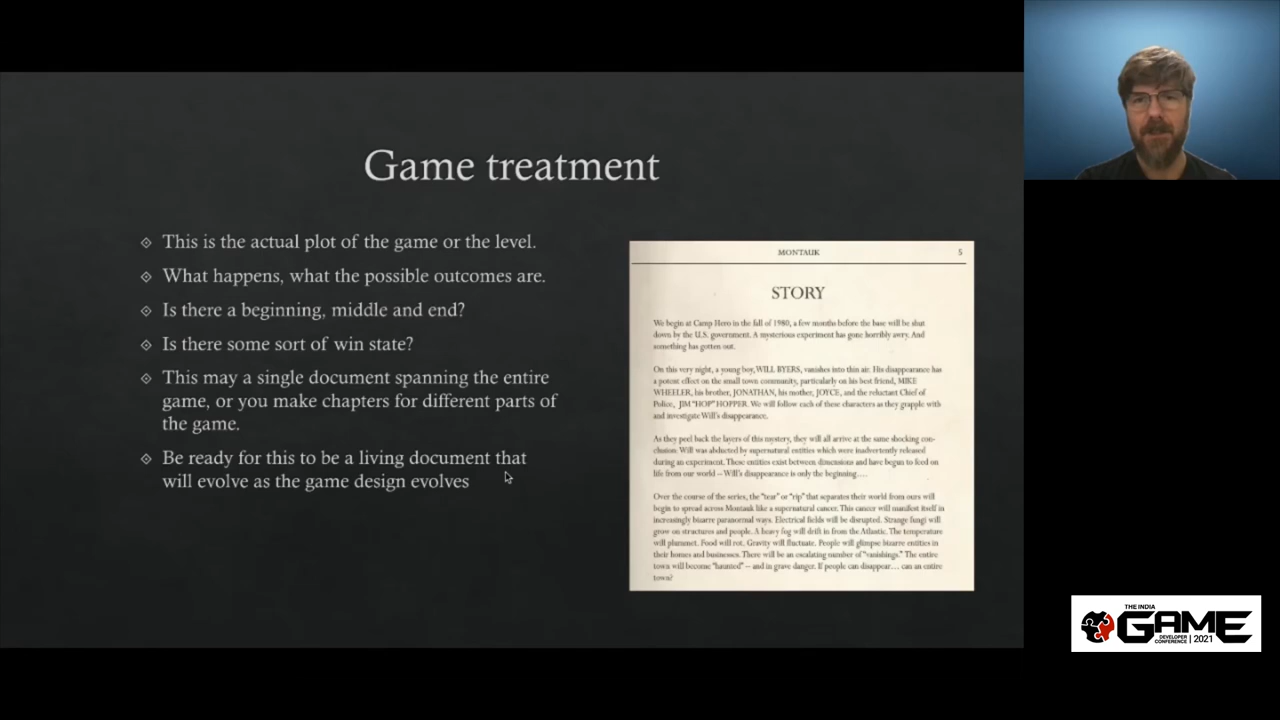 Game treatment
This is the actual plot of the game or the level.
What happens, what the possible outcomes are.
Is there a beginning, middle and end?
Is there some sort of win state?
This may a single document spanning the entire
game, or you make chapters for different parts of
the game.
Be ready for this to be a living document that
will evolve as the game design evolves
MONTAUK 5
STORY
We begin at Camp Hero in the fall of 1980, a few months before the base will be shut
down by the U.S. government. A mysterious experiment has gone horribly awry. And
something has gotten out.
On this very night, a young boy, WILL BYERS, vanishes into thin air. His disappearance has
a potent effect on the small town community, particularly on his best friend, MIKE
WHEELER, his brother, JONATHAN, his mother, JOYCE, and the reluctant Chief of
Police, JIM "HOP" HOPPER. We will follow each of these characters as they grapple with
and investigate Will's disappearance.
As they peel back the layers of this mystery, they will all arrive at the same shocking con-
clusion: Will was abducted by supernatural entities which were inadvertently released
during an experiment. These entities exist between dimensions and have begun to feed on
life from our world -- Will's disappearance is only the beginning....
Over the course of the series, the "tear" or "rip" that separates their world from ours will
begin to spread across Montauk like a supernatural cancer. This cancer will manifest itself in
increasingly bizarre paranormal ways. Electrical fields will be disrupted. Strange fungi will
grow on structures and people. A heavy fog will drift in from the Atlantic. The temperature
will plummet. Food will rot. Gravity will fluctuate. People will glimpse bizarre entities in
their homes and businesses. There will be an escalating number of "vanishings." The entire
town will become "haunted" -- and in grave danger. If people can disappear... can an entire
town?
THE INDIA
GAME
DEVELOPER
CONFERENCE | 2021